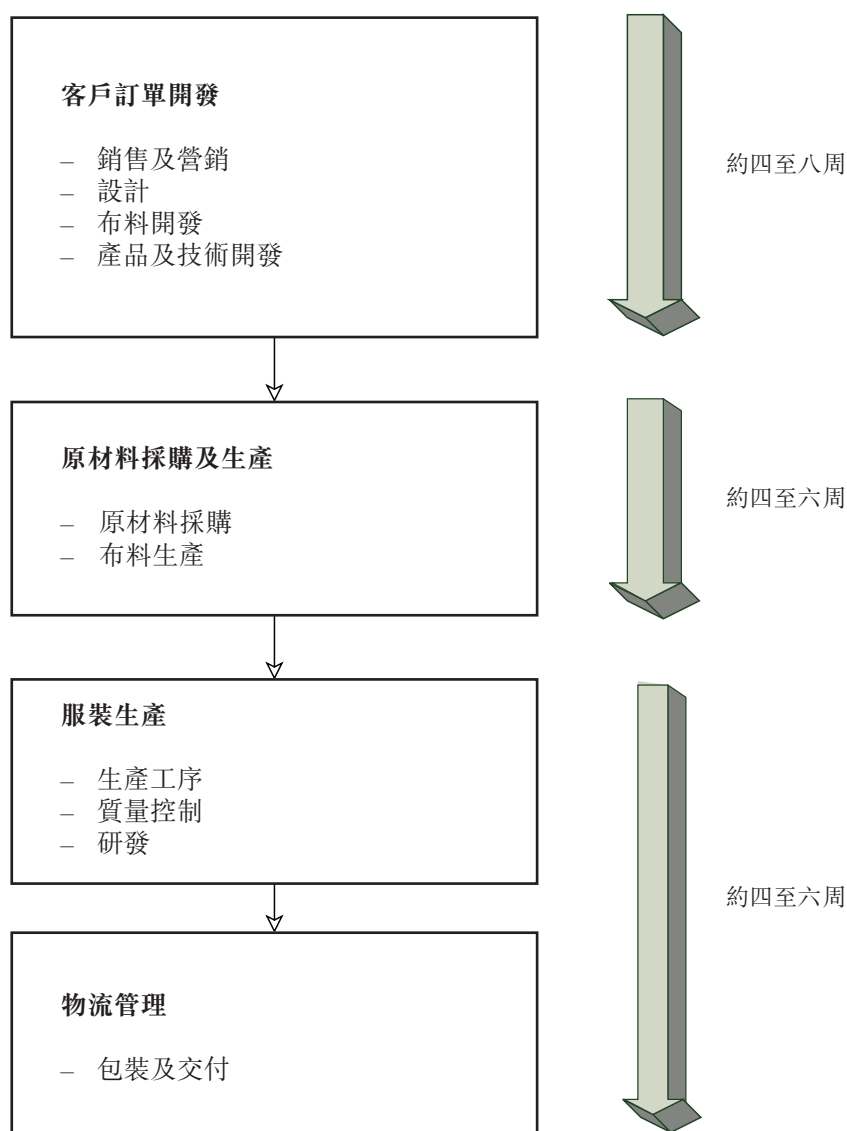 客戶訂單開發
– 銷售及營銷
– 設計
– 布料開發
– 產品及技術開發
約四至八周
原材料採購及生產
– 原材料採購
– 布料生產
約四至六周
服裝生產
– 生產工序
– 質量控制
– 研發
約四至六周
物流管理
– 包裝及交付